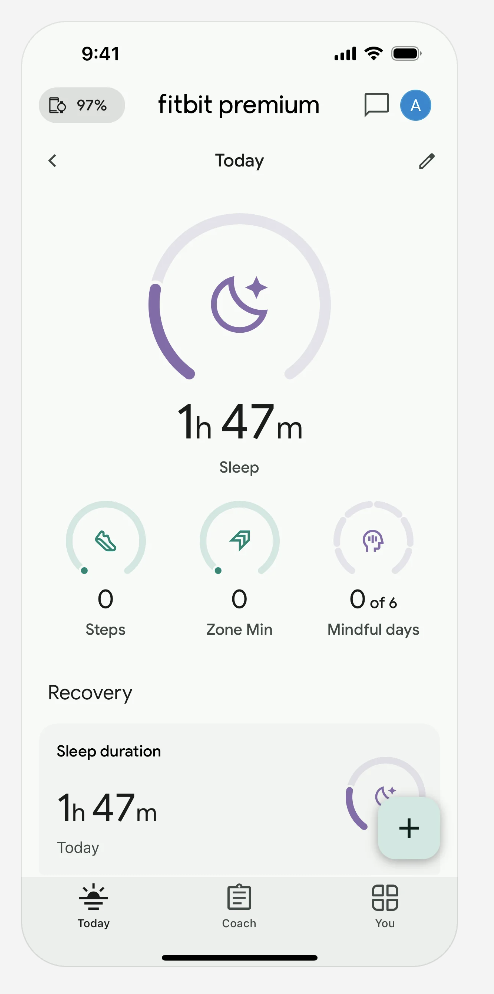 9:41
97%
fitbit premium
A
Today
1h 47m
Sleep
0
0
0 of 6
Steps
Zone Min
Mindful days
Recovery
Sleep duration
1h 47m
Today
Today
Coach
You